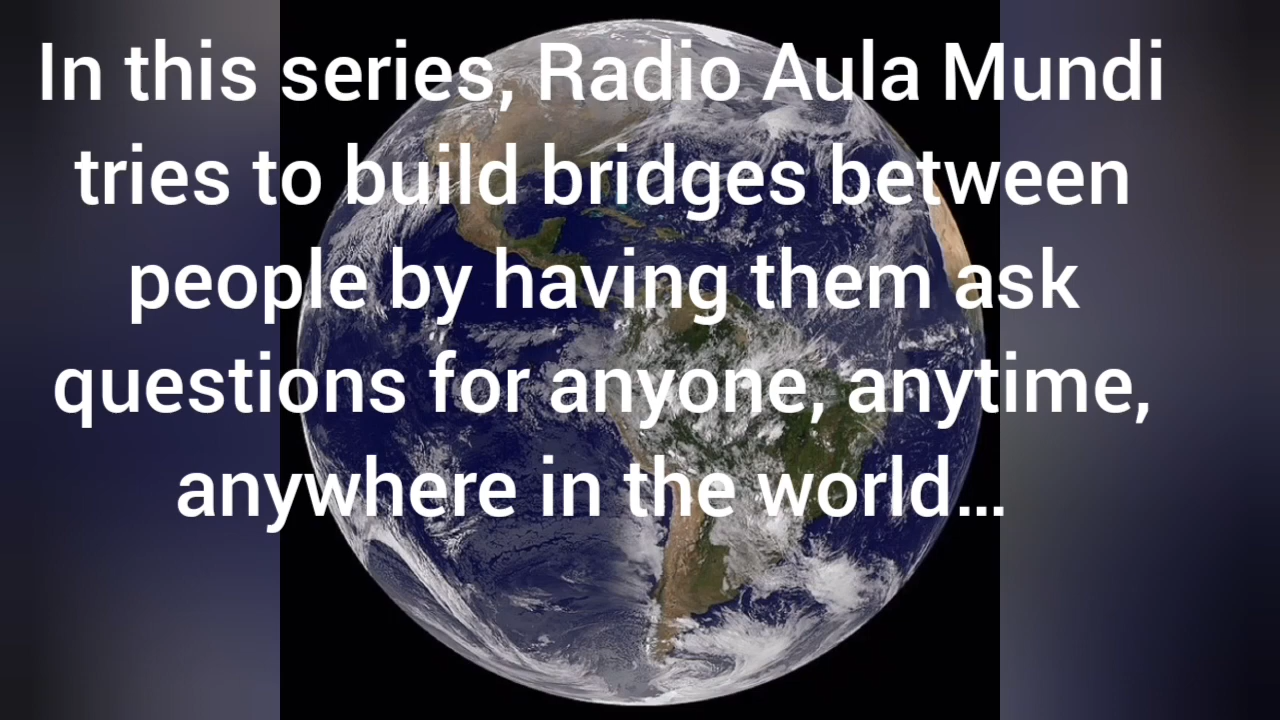 In this series, Radio Aula Mundi
tries to build bridges between
people by having them ask
questions for anyone, anytime,
anywhere in the world...